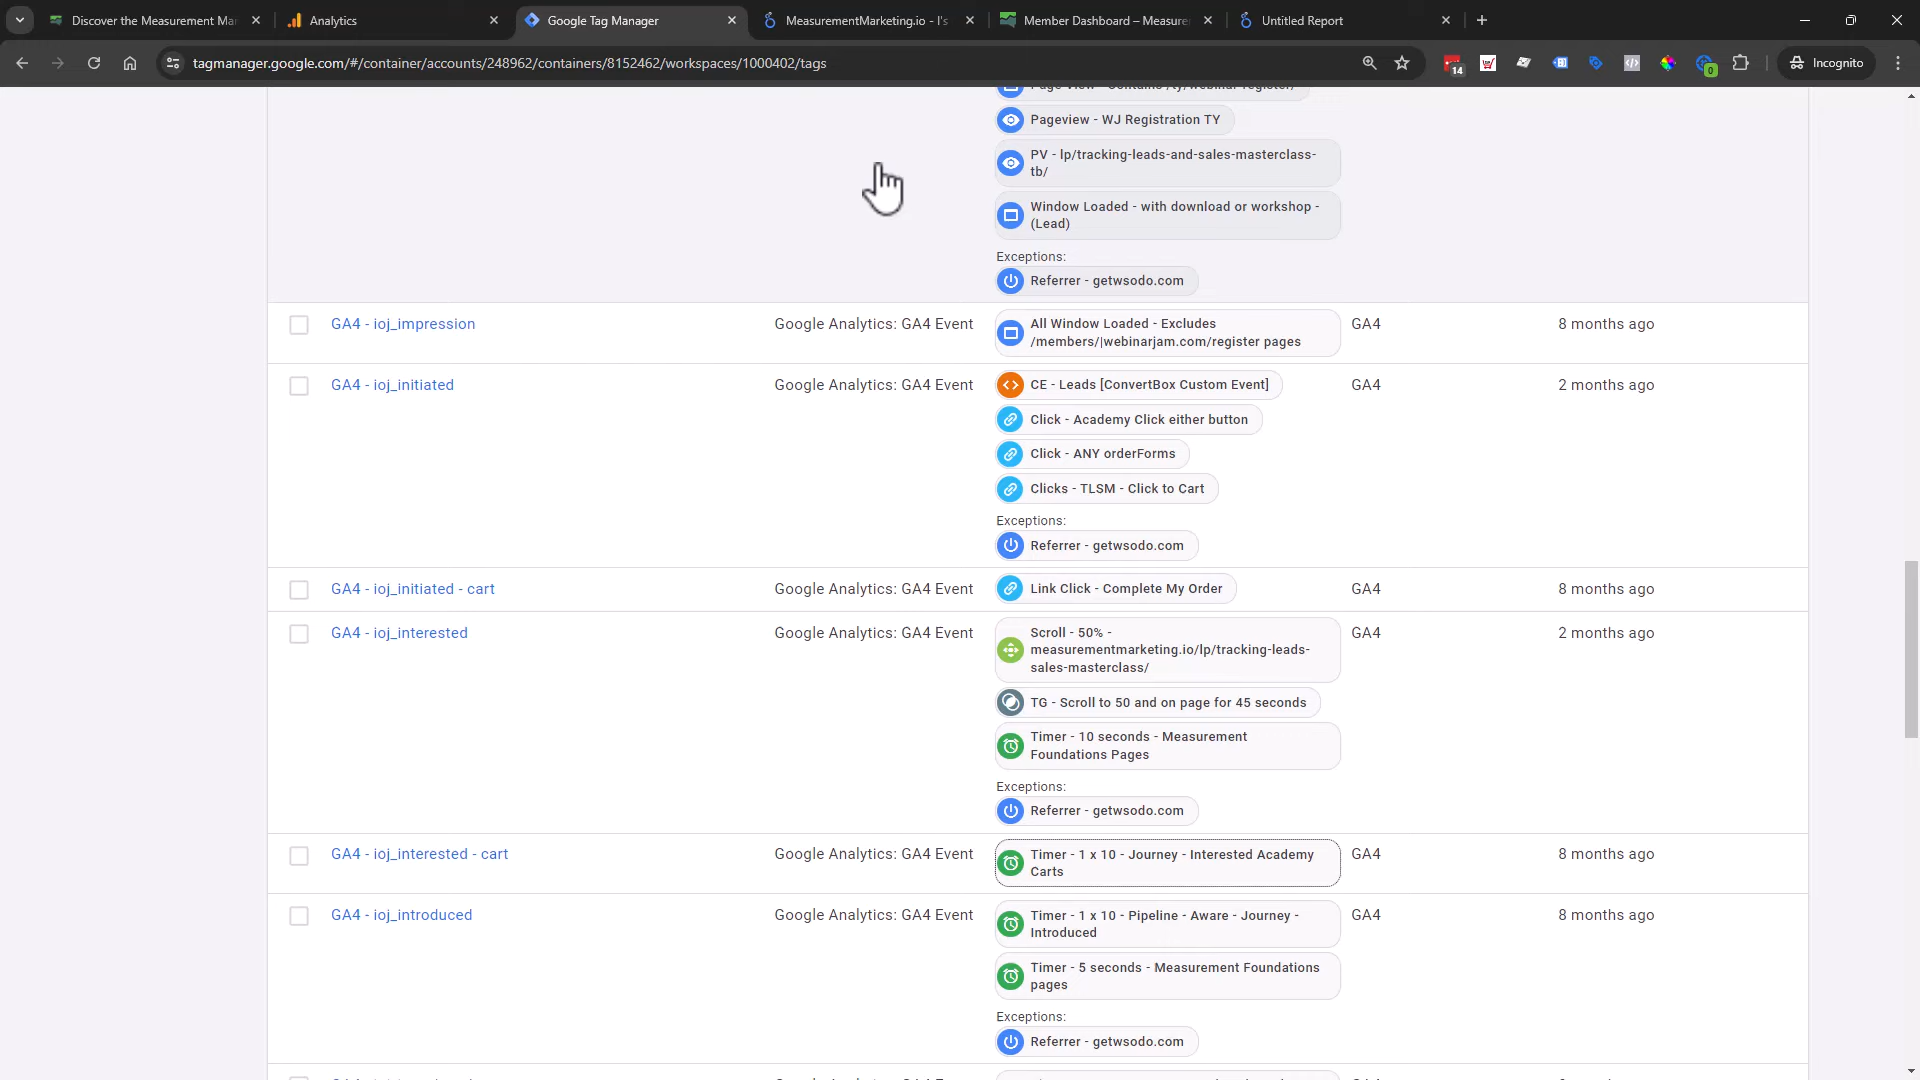 Discover the Measurement Ma
Analytics
Google Tag Manager
MeasurementMarketing.io - I's
Member Dashboard – Measure
Untitled Report
tagmanager.google.com/#/container/accounts/248962/containers/8152462/workspaces/1000402/tags
14
0
Incognito
Page View - Contains /ty/webinar-register/
Pageview - WJ Registration TY
PV - lp/tracking-leads-and-sales-masterclass-
tb/
Window Loaded - with download or workshop -
(Lead)
Exceptions:
Referrer - getwsodo.com
GA4 - ioj_impression
Google Analytics: GA4 Event
All Window Loaded - Excludes
/members/|webinarjam.com/register pages
GA4
8 months ago
GA4 - ioj_initiated
Google Analytics: GA4 Event
CE - Leads [ConvertBox Custom Event]
Click - Academy Click either button
Click - ANY orderForms
Clicks - TLSM - Click to Cart
Exceptions:
Referrer - getwsodo.com
GA4
2 months ago
GA4 - ioj_initiated - cart
Google Analytics: GA4 Event
Link Click - Complete My Order
GA4
8 months ago
GA4 - ioj_interested
Google Analytics: GA4 Event
Scroll - 50% -
measurementmarketing.io/lp/tracking-leads-
sales-masterclass/
TG - Scroll to 50 and on page for 45 seconds
Timer - 10 seconds - Measurement
Foundations Pages
Exceptions:
Referrer - getwsodo.com
GA4
2 months ago
GA4 - ioj_interested - cart
Google Analytics: GA4 Event
Timer - 1 x 10 - Journey - Interested Academy
Carts
GA4
8 months ago
GA4 - ioj_introduced
Google Analytics: GA4 Event
Timer - 1 x 10 - Pipeline - Aware - Journey -
Introduced
Timer - 5 seconds - Measurement Foundations
pages
Exceptions:
Referrer - getwsodo.com
GA4
8 months ago